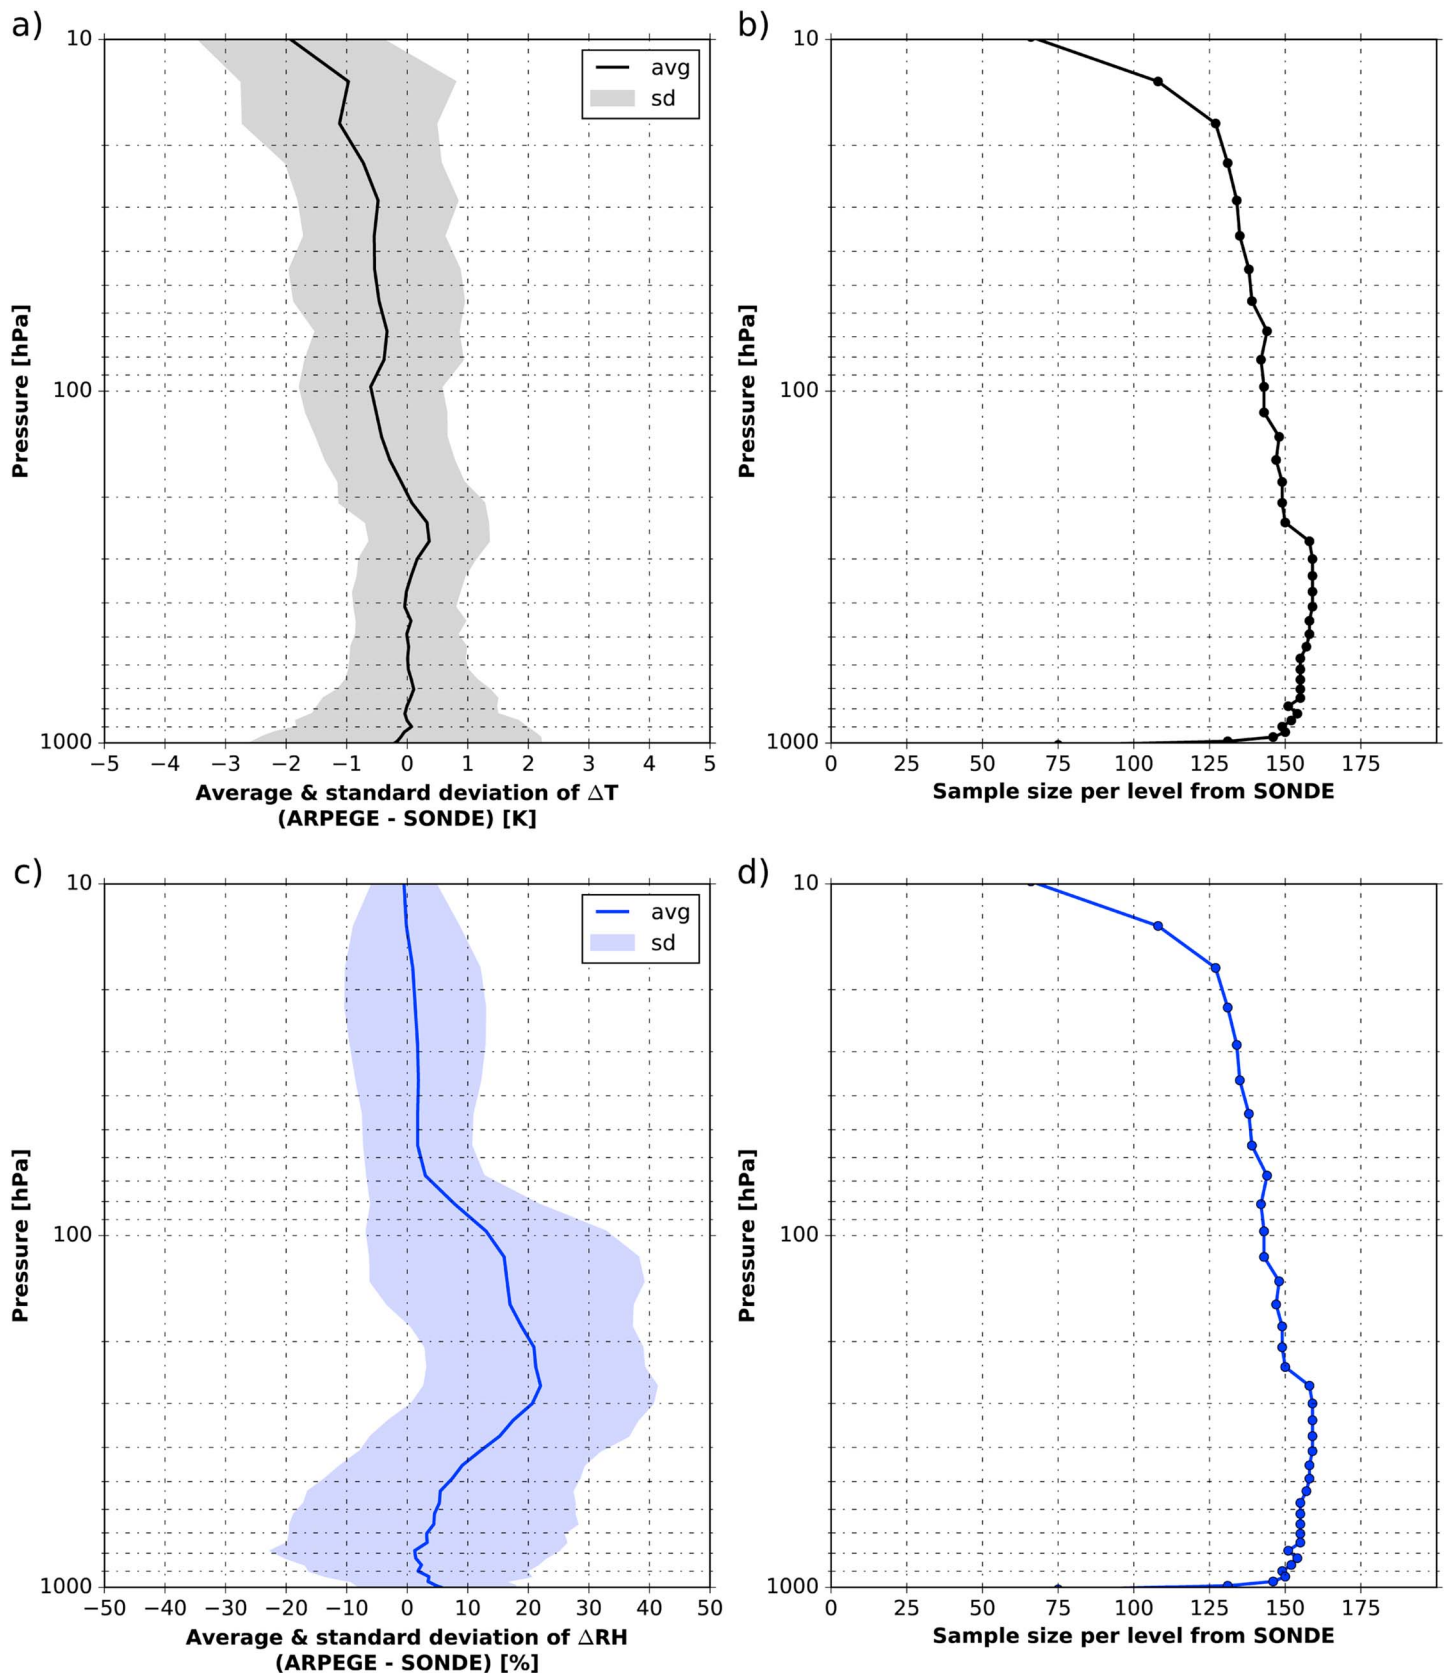 a)
10
100
1000
Pressure [hPa]
avg
sd
−5 −4 −3 −2 −1 0 1 2 3 4 5
Average & standard deviation of ΔT
(ARPEGE - SONDE) [K]
b)
10
100
1000
Pressure [hPa]
0 25 50 75 100 125 150 175
Sample size per level from SONDE
c)
10
100
1000
Pressure [hPa]
avg
sd
−50 −40 −30 −20 −10 0 10 20 30 40 50
Average & standard deviation of ΔRH
(ARPEGE - SONDE) [%]
d)
10
100
1000
Pressure [hPa]
0 25 50 75 100 125 150 175
Sample size per level from SONDE